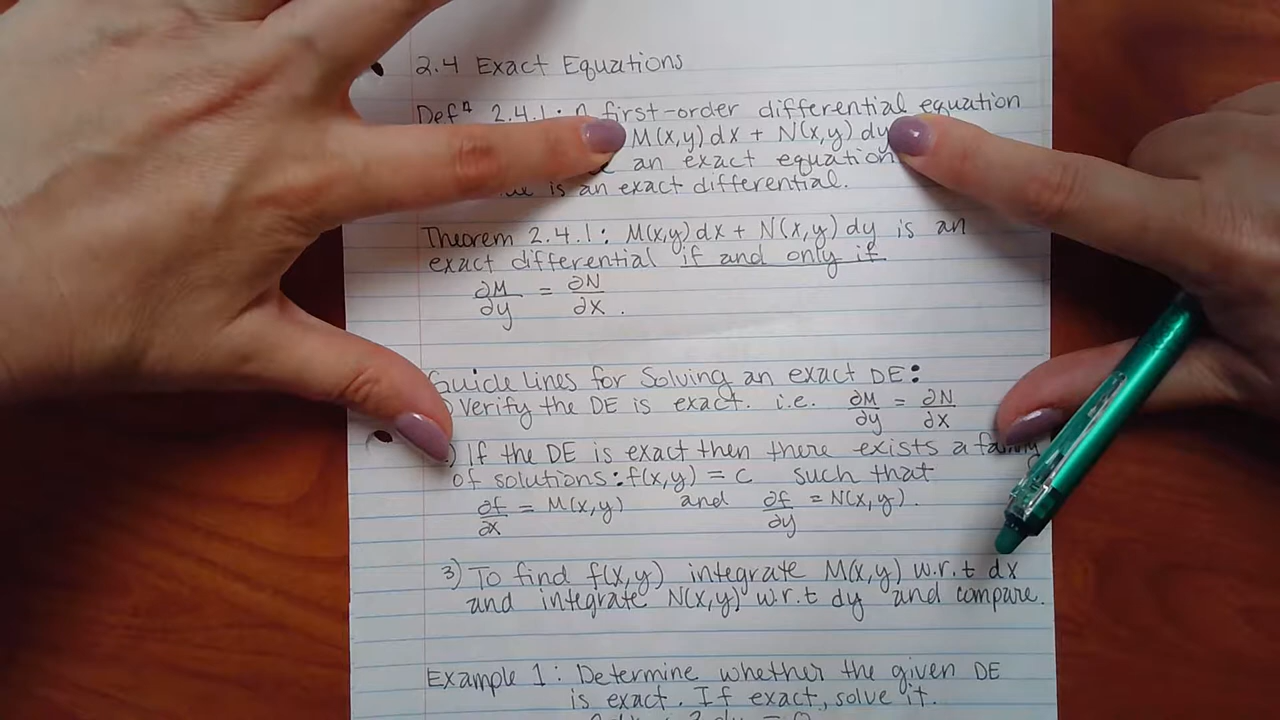 2.4 Exact Equations
Defⁿ 2.4.1: A first-order differential equation
M(x,y) dx + N(x,y) dy
an exact equation
is an exact differential.
Theorem 2.4.1: M(x,y) dx + N(x,y) dy is an
exact differential if and only if
∂M/∂y = ∂N/∂x .
Guidelines for Solving an exact DE:
) Verify the DE is exact. i.e. ∂M/∂y = ∂N/∂x
) If the DE is exact then there exists a family
of solutions: f(x,y) = c such that
∂f/∂x = M(x,y) and ∂f/∂y = N(x,y).
3) To find f(x,y) integrate M(x,y) w.r.t dx
and integrate N(x,y) w.r.t dy and compare.
Example 1: Determine whether the given DE
is exact. If exact, solve it.